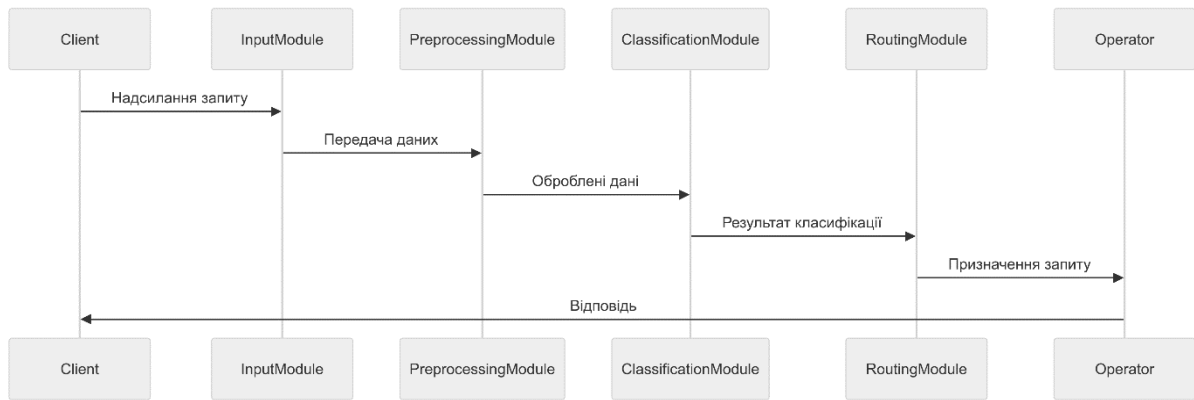 Client
InputModule
PreprocessingModule
ClassificationModule
RoutingModule
Operator
Надсилання запиту
Передача даних
Оброблені дані
Результат класифікації
Призначення запиту
Відповідь
Client
InputModule
PreprocessingModule
ClassificationModule
RoutingModule
Operator